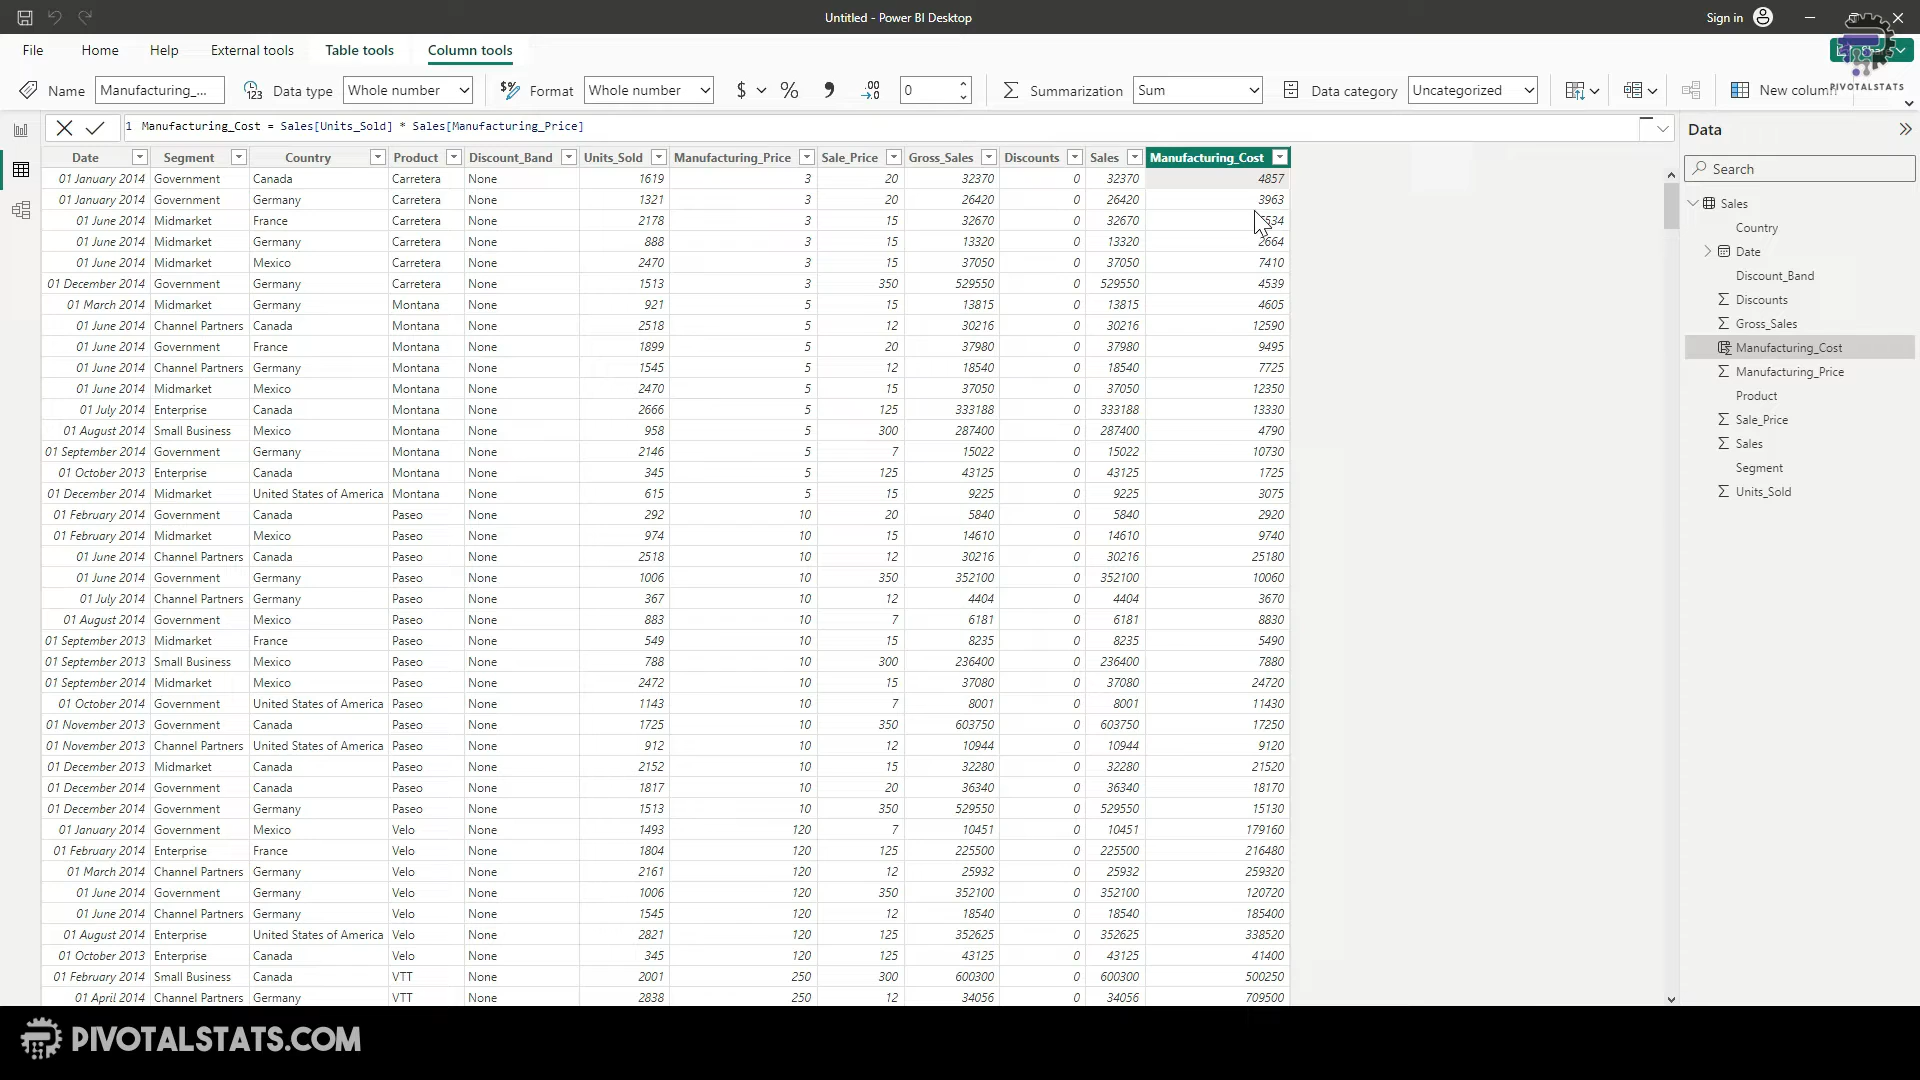 Untitled - Power BI Desktop
Sign in
File Home Help External tools Table tools Column tools
Name Manufacturing_... Data type Whole number Format Whole number $ % 0 Summarization Sum Data category Uncategorized New column
PIVOTALSTATS
1 Manufacturing_Cost = Sales[Units_Sold] * Sales[Manufacturing_Price]
Date Segment Country Product Discount_Band Units_Sold Manufacturing_Price Sale_Price Gross_Sales Discounts Sales Manufacturing_Cost
01 January 2014 Government Canada Carretera None 1619 3 20 32370 0 32370 4857
01 January 2014 Government Germany Carretera None 1321 3 20 26420 0 26420 3963
01 June 2014 Midmarket France Carretera None 2178 3 15 32670 0 32670
01 June 2014 Midmarket Germany Carretera None 888 3 15 13320 0 13320 2664
01 June 2014 Midmarket Mexico Carretera None 2470 3 15 37050 0 37050 7410
01 December 2014 Government Germany Carretera None 1513 3 350 529550 0 529550 4539
01 March 2014 Midmarket Germany Montana None 921 5 15 13815 0 13815 4605
01 June 2014 Channel Partners Canada Montana None 2518 5 12 30216 0 30216 12590
01 June 2014 Government France Montana None 1899 5 20 37980 0 37980 9495
01 June 2014 Channel Partners Germany Montana None 1545 5 12 18540 0 18540 7725
01 June 2014 Midmarket Mexico Montana None 2470 5 15 37050 0 37050 12350
01 July 2014 Enterprise Canada Montana None 2666 5 125 333188 0 333188 13330
01 August 2014 Small Business Mexico Montana None 958 5 300 287400 0 287400 4790
01 September 2014 Government Germany Montana None 2146 5 7 15022 0 15022 10730
01 October 2013 Enterprise Canada Montana None 345 5 125 43125 0 43125 1725
01 December 2014 Midmarket United States of America Montana None 615 5 15 9225 0 9225 3075
01 February 2014 Government Canada Paseo None 292 10 20 5840 0 5840 2920
01 February 2014 Midmarket Mexico Paseo None 974 10 15 14610 0 14610 9740
01 June 2014 Channel Partners Canada Paseo None 2518 10 12 30216 0 30216 25180
01 June 2014 Government Germany Paseo None 1006 10 350 352100 0 352100 10060
01 July 2014 Channel Partners Germany Paseo None 367 10 12 4404 0 4404 3670
01 August 2014 Government Mexico Paseo None 883 10 7 6181 0 6181 8830
01 September 2013 Midmarket France Paseo None 549 10 15 8235 0 8235 5490
01 September 2013 Small Business Mexico Paseo None 788 10 300 236400 0 236400 7880
01 September 2014 Midmarket Mexico Paseo None 2472 10 15 37080 0 37080 24720
01 October 2014 Government United States of America Paseo None 1143 10 7 8001 0 8001 11430
01 November 2013 Government Canada Paseo None 1725 10 350 603750 0 603750 17250
01 November 2013 Channel Partners United States of America Paseo None 912 10 12 10944 0 10944 9120
01 December 2013 Midmarket Canada Paseo None 2152 10 15 32280 0 32280 21520
01 December 2014 Government Canada Paseo None 1817 10 20 36340 0 36340 18170
01 December 2014 Government Germany Paseo None 1513 10 350 529550 0 529550 15130
01 January 2014 Government Mexico Velo None 1493 120 7 10451 0 10451 179160
01 February 2014 Enterprise France Velo None 1804 120 125 225500 0 225500 216480
01 March 2014 Channel Partners Germany Velo None 2161 120 12 25932 0 25932 259320
01 June 2014 Government Germany Velo None 1006 120 350 352100 0 352100 120720
01 June 2014 Channel Partners Germany Velo None 1545 120 12 18540 0 18540 185400
01 August 2014 Enterprise United States of America Velo None 2821 120 125 352625 0 352625 338520
01 October 2013 Enterprise Canada Velo None 345 120 125 43125 0 43125 41400
01 February 2014 Small Business Canada VTT None 2001 250 300 600300 0 600300 500250
01 April 2014 Channel Partners Germany VTT None 2838 250 12 34056 0 34056 709500
Data
Search
Sales
Country
Date
Discount_Band
Discounts
Gross_Sales
Manufacturing_Cost
Manufacturing_Price
Product
Sale_Price
Sales
Segment
Units_Sold
PIVOTALSTATS.COM